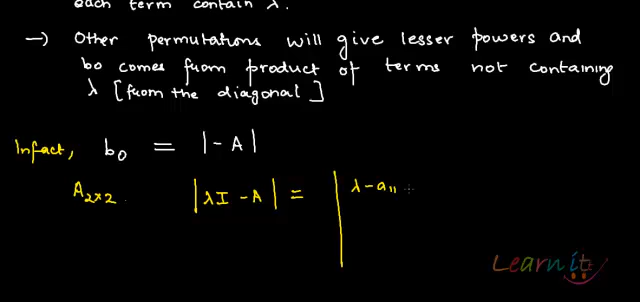 each term contain λ.
→ Other permutations will give lesser powers and
b0 comes from product of terms not containing
λ [from the diagonal]
Infact, b₀ = |-A|
A₂ₓ₂ |λI - A| = | λ - a₁₁
Learnit